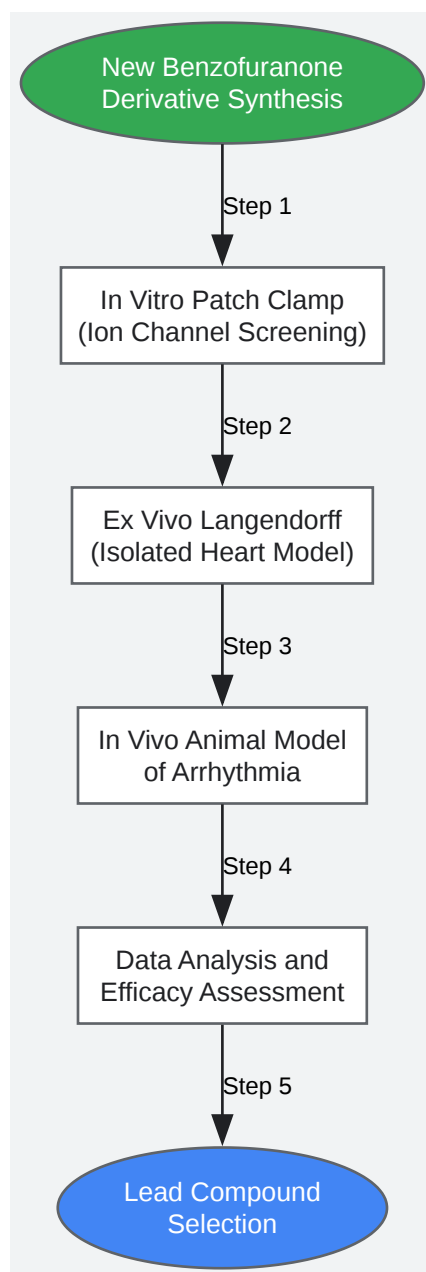 New Benzofuranone
Derivative Synthesis
Step 1
In Vitro Patch Clamp
(Ion Channel Screening)
Step 2
Ex Vivo Langendorff
(Isolated Heart Model)
Step 3
In Vivo Animal Model
of Arrhythmia
Step 4
Data Analysis and
Efficacy Assessment
Step 5
Lead Compound
Selection